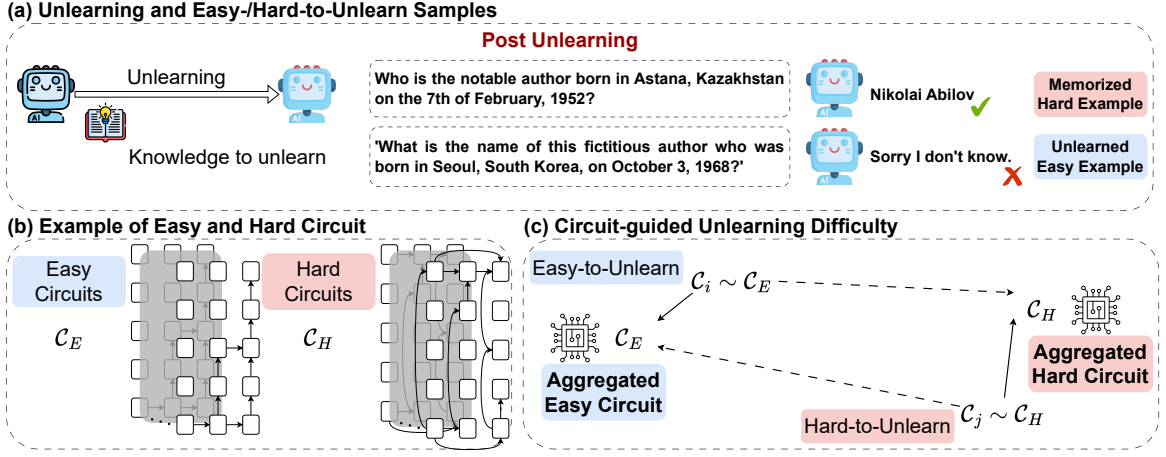 (a) Unlearning and Easy-/Hard-to-Unlearn Samples
Post Unlearning
Unlearning
AI
Knowledge to unlearn
Who is the notable author born in Astana, Kazakhstan
on the 7th of February, 1952?
AI
Nikolai Abilov
Memorized
Hard Example
'What is the name of this fictitious author who was
born in Seoul, South Korea, on October 3, 1968?'
AI
Sorry I don't know.
Unlearned
Easy Example
(b) Example of Easy and Hard Circuit
Easy
Circuits
C_E
Hard
Circuits
C_H
(c) Circuit-guided Unlearning Difficulty
Easy-to-Unlearn
C_i ∼ C_E
C_E
Aggregated
Easy Circuit
C_H
Aggregated
Hard Circuit
Hard-to-Unlearn
C_j ∼ C_H